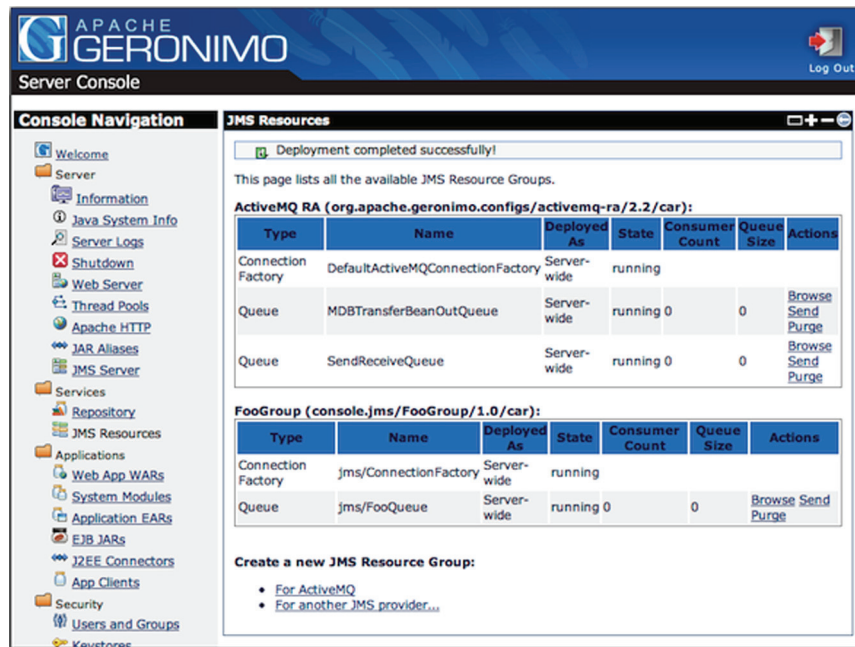 APACHE
GERONIMO
Server Console
Log Out
Console Navigation
Welcome
Server
Information
Java System Info
Server Logs
Shutdown
Web Server
Thread Pools
Apache HTTP
JAR Aliases
JMS Server
Services
Repository
JMS Resources
Applications
Web App WARs
System Modules
Application EARs
EJB JARs
J2EE Connectors
App Clients
Security
Users and Groups
Keystores
JMS Resources
Deployment completed successfully!
This page lists all the available JMS Resource Groups.
ActiveMQ RA (org.apache.geronimo.configs/activemq-ra/2.2/car):
Type Name Deployed As State Consumer Count Queue Size Actions
Connection Factory DefaultActiveMQConnectionFactory Server-wide running
Queue MDBTransferBeanOutQueue Server-wide running 0 0 Browse Send Purge
Queue SendReceiveQueue Server-wide running 0 0 Browse Send Purge
FooGroup (console.jms/FooGroup/1.0/car):
Type Name Deployed As State Consumer Count Queue Size Actions
Connection Factory jms/ConnectionFactory Server-wide running
Queue jms/FooQueue Server-wide running 0 0 Browse Send Purge
Create a new JMS Resource Group:
• For ActiveMQ
• For another JMS provider...